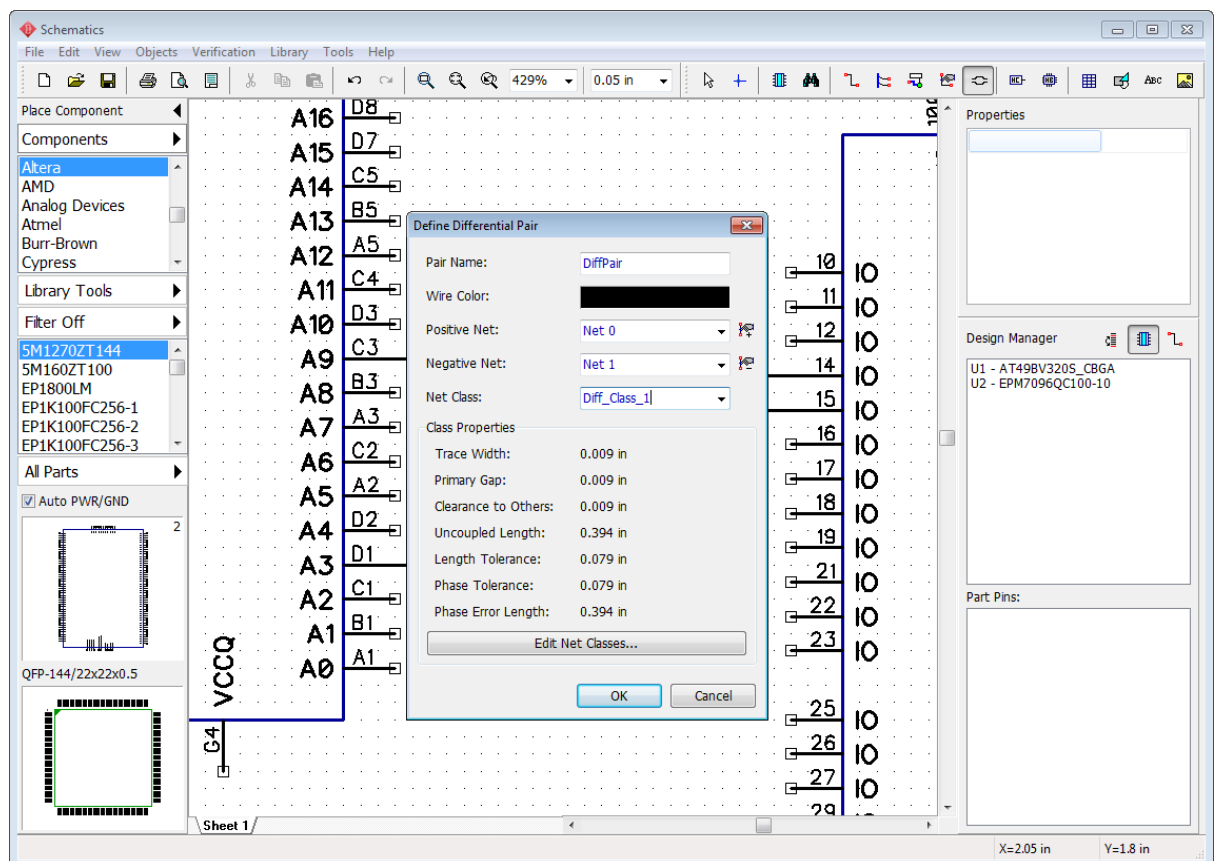 Schematics
File Edit View Objects Verification Library Tools Help
429% 0.05 in ABC
Place Component
Components
Altera
AMD
Analog Devices
Atmel
Burr-Brown
Cypress
Library Tools
Filter Off
5M1270ZT144
5M160ZT100
EP1800LM
EP1K100FC256-1
EP1K100FC256-2
EP1K100FC256-3
All Parts
Auto PWR/GND
2
QFP-144/22x22x0.5
A16 D8
A15 D7
A14 C5
A13 B5
A12 A5
A11 C4
A10 D3
A9 C3
A8 B3
A7 A3
A6 C2
A5 A2
A4 D2
A3 D1
A2 C1
A1 B1
A0 A1
VCCQ
G4
Define Differential Pair
Pair Name: DiffPair
Wire Color:
Positive Net: Net 0
Negative Net: Net 1
Net Class: Diff_Class_1
Class Properties
Trace Width: 0.009 in
Primary Gap: 0.009 in
Clearance to Others: 0.009 in
Uncoupled Length: 0.394 in
Length Tolerance: 0.079 in
Phase Tolerance: 0.079 in
Phase Error Length: 0.394 in
Edit Net Classes...
OK Cancel
10 IO
11 IO
12 IO
14 IO
15 IO
16 IO
17 IO
18 IO
19 IO
21 IO
22 IO
23 IO
25 IO
26 IO
27 IO
29
Sheet 1
Properties
Design Manager
U1 - AT49BV320S_CBGA
U2 - EPM7096QC100-10
Part Pins:
X=2.05 in Y=1.8 in